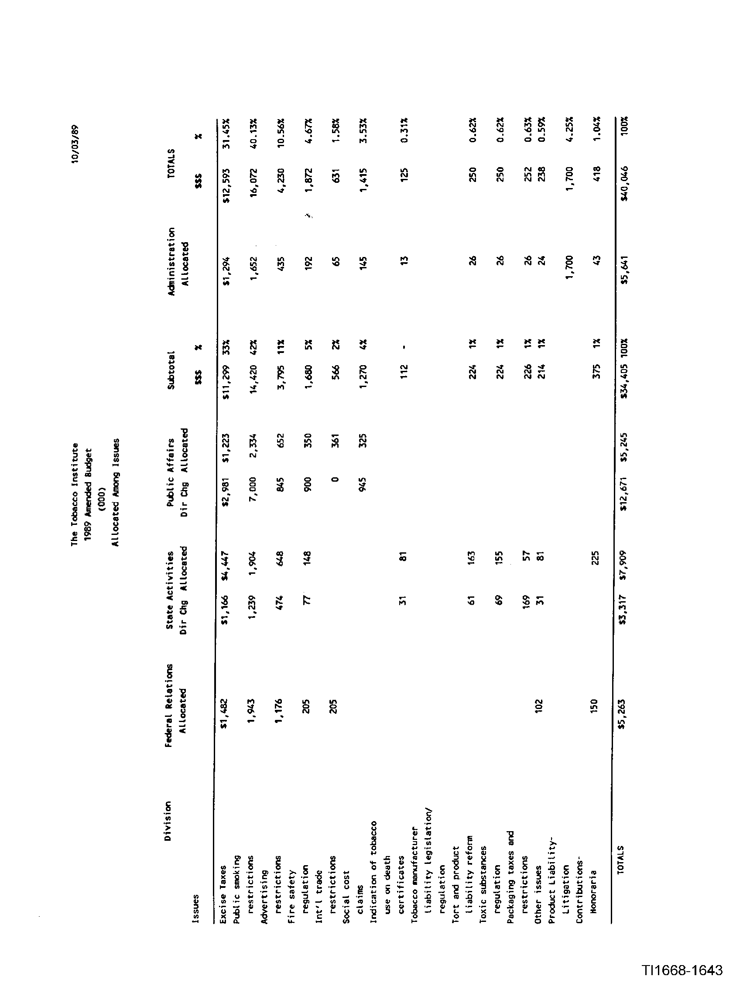 10/03/89
The Tobacco Institute
1989 Amended Budget
(000)
Allocated Among Issues
Division Federal Relations State Activities Public Affairs Subtotal Administration TOTALS
Allocated Dir Chg Allocated Dir Chg Allocated Allocated
Issues $$$ % $$$ %
Excise Taxes $1,482 $1,166 $4,447 $2,981 $1,223 $11,299 33% $1,294 $12,593 31.45%
Public smoking
restrictions 1,943 1,239 1,904 7,000 2,334 14,420 42% 1,652 16,072 40.13%
Advertising
restrictions 1,176 474 648 845 652 3,795 11% 435 4,230 10.56%
Fire safety
regulation 205 77 148 900 350 1,680 5% 192 1,872 4.67%
Int'l trade
restrictions 205 0 361 566 2% 65 631 1.58%
Social cost
claims 945 325 1,270 4% 145 1,415 3.53%
Indication of tobacco
use on death
certificates 31 81 112 - 13 125 0.31%
Tobacco manufacturer
liability legislation/
regulation
Tort and product
liability reform 61 163 224 1% 26 250 0.62%
Toxic substances
regulation 69 155 224 1% 26 250 0.62%
Packaging taxes and
restrictions 169 57 226 1% 26 252 0.63%
Other issues 102 31 81 214 1% 24 238 0.59%
Product Liability-
Litigation 1,700 1,700 4.25%
Contributions-
Honoraria 150 225 375 1% 43 418 1.04%
TOTALS $5,263 $3,317 $7,909 $12,671 $5,245 $34,405 100% $5,641 $40,046 100%
TI1668-1643